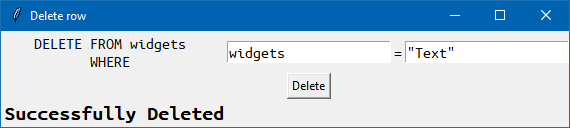 Delete row
DELETE FROM widgets
WHERE
widgets = "Text"
Delete
Successfully Deleted